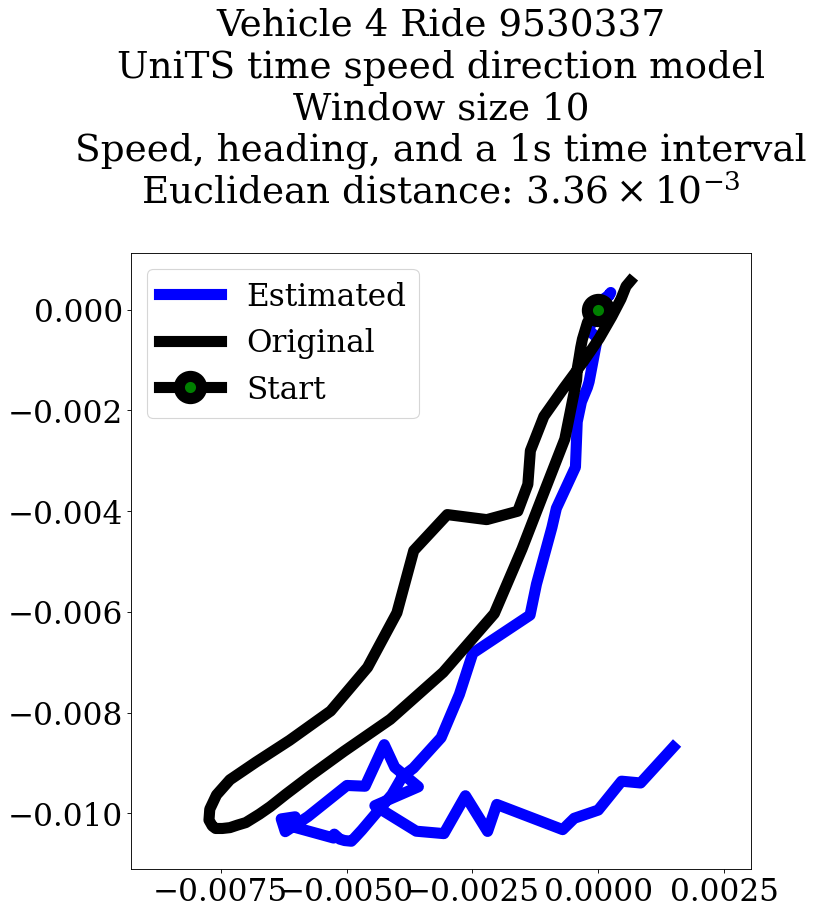 Vehicle 4 Ride 9530337
UniTS time speed direction model
Window size 10
Speed, heading, and a 1s time interval
Euclidean distance: 3.36 × 10⁻³
Estimated
Original
Start
0.000
−0.002
−0.004
−0.006
−0.008
−0.010
−0.0075 −0.0050 −0.0025 0.0000 0.0025